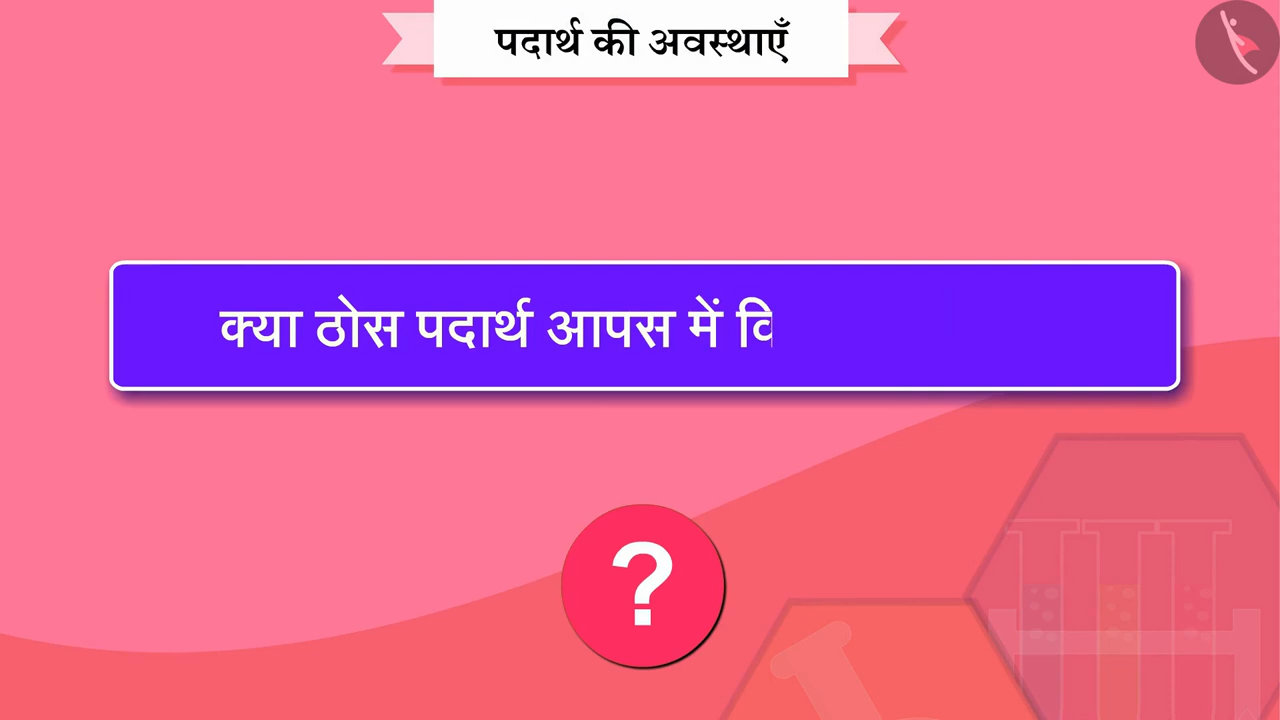 पदार्थ की अवस्थाएँ
क्या ठोस पदार्थ आपस में
?